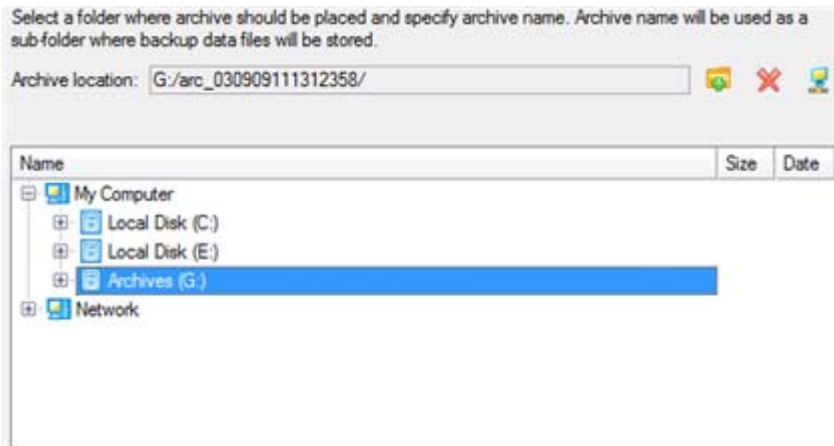 Select a folder where archive should be placed and specify archive name. Archive name will be used as a
sub-folder where backup data files will be stored.
Archive location: G:/arc_030909111312358/
Name Size Date
My Computer
Local Disk (C:)
Local Disk (E:)
Archives (G:)
Network